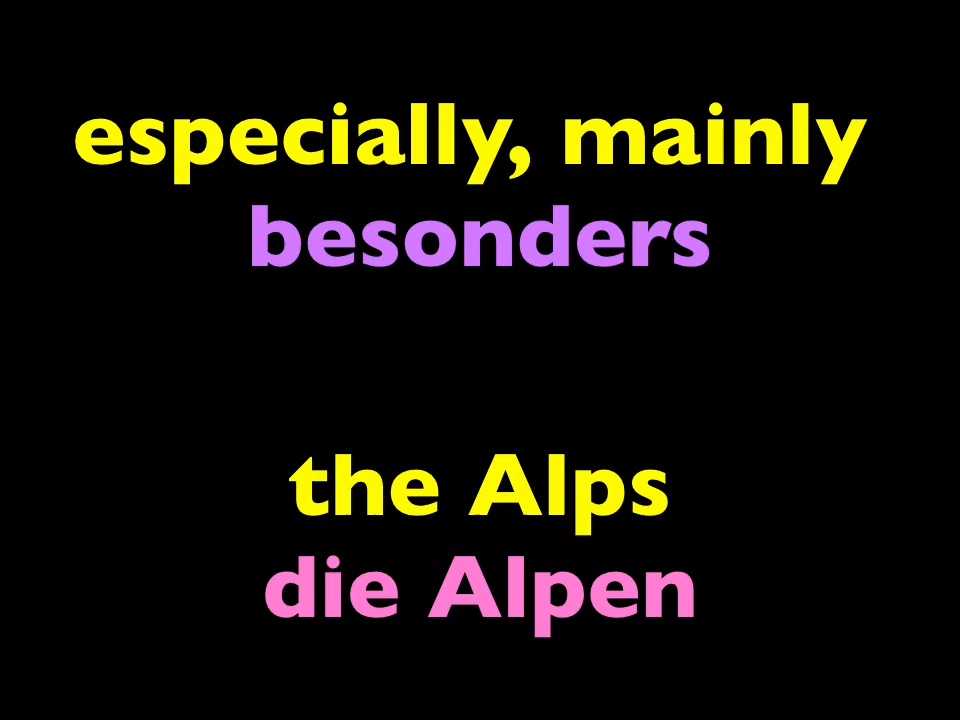 especially, mainly
besonders
the Alps
die Alpen